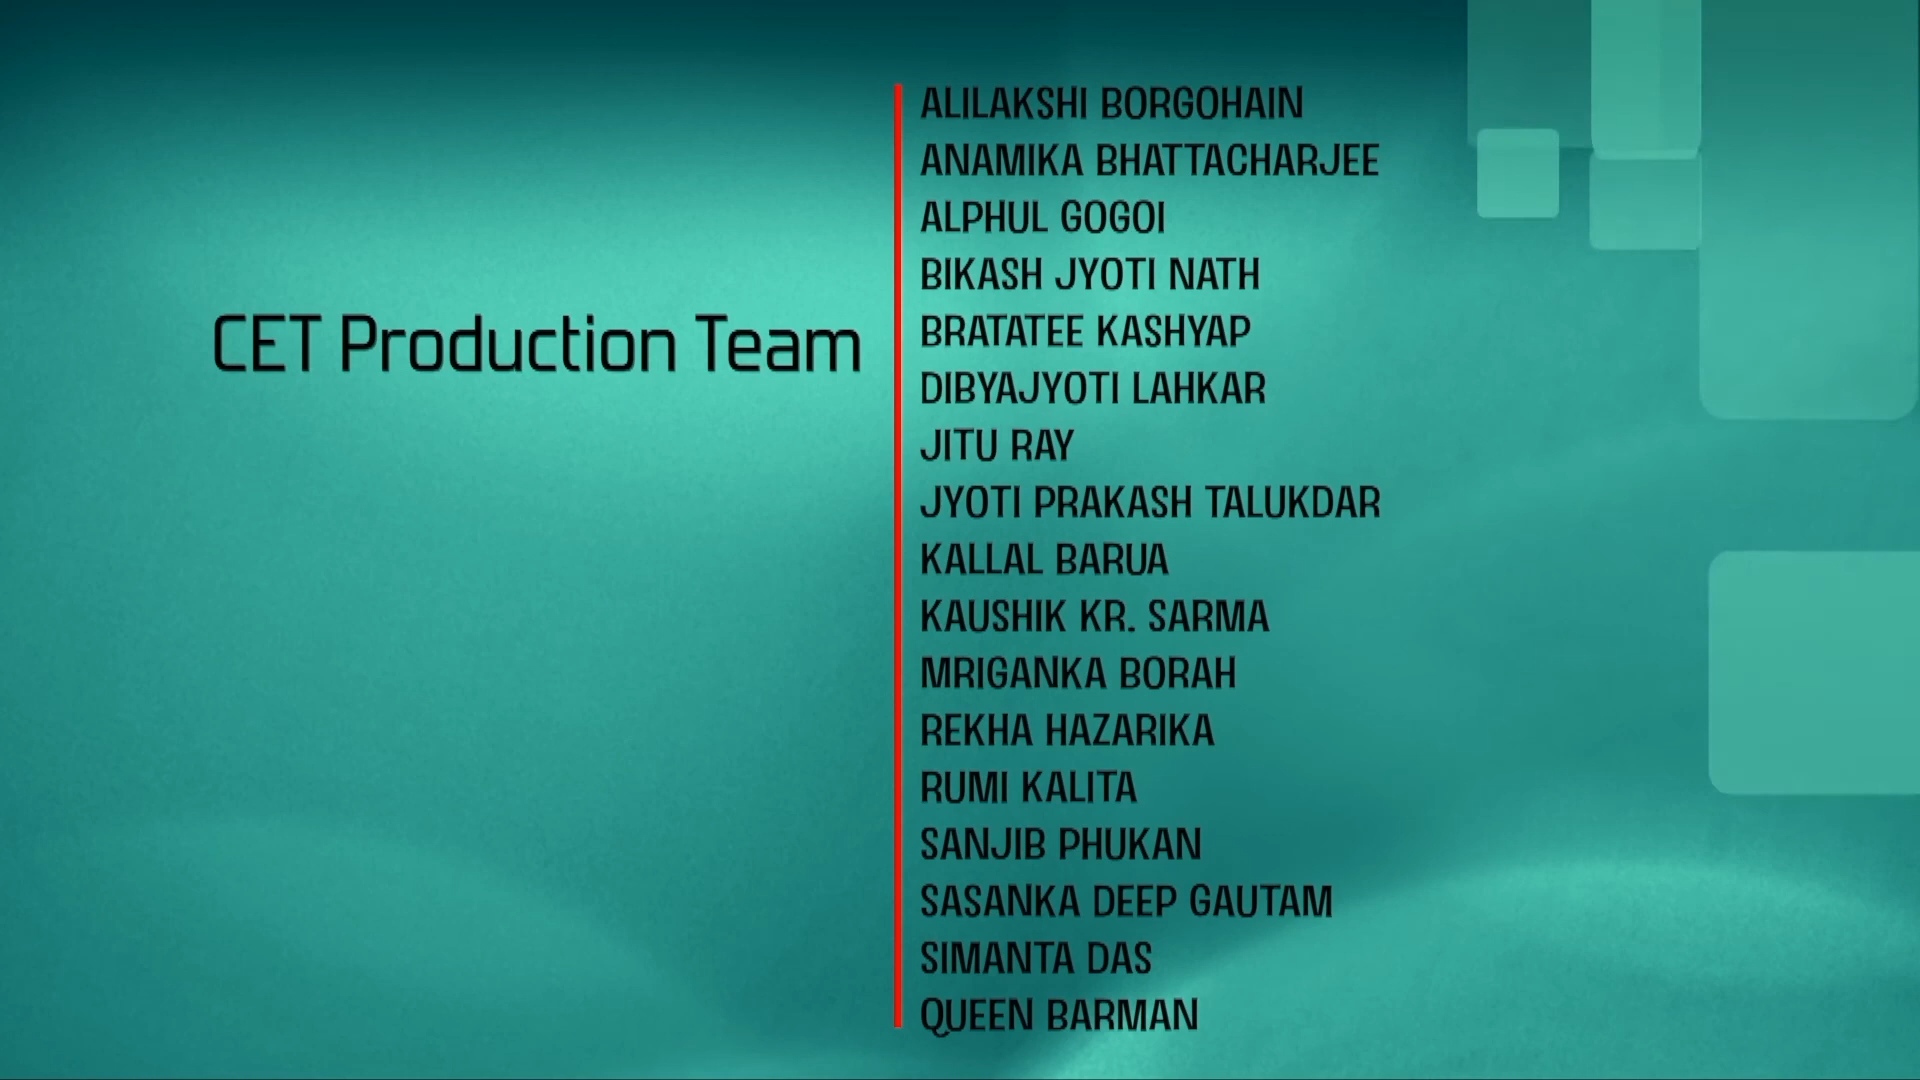 CET Production Team
ALILAKSHI BORGOHAIN
ANAMIKA BHATTACHARJEE
ALPHUL GOGOI
BIKASH JYOTI NATH
BRATATEE KASHYAP
DIBYAJYOTI LAHKAR
JITU RAY
JYOTI PRAKASH TALUKDAR
KALLAL BARUA
KAUSHIK KR. SARMA
MRIGANKA BORAH
REKHA HAZARIKA
RUMI KALITA
SANJIB PHUKAN
SASANKA DEEP GAUTAM
SIMANTA DAS
QUEEN BARMAN